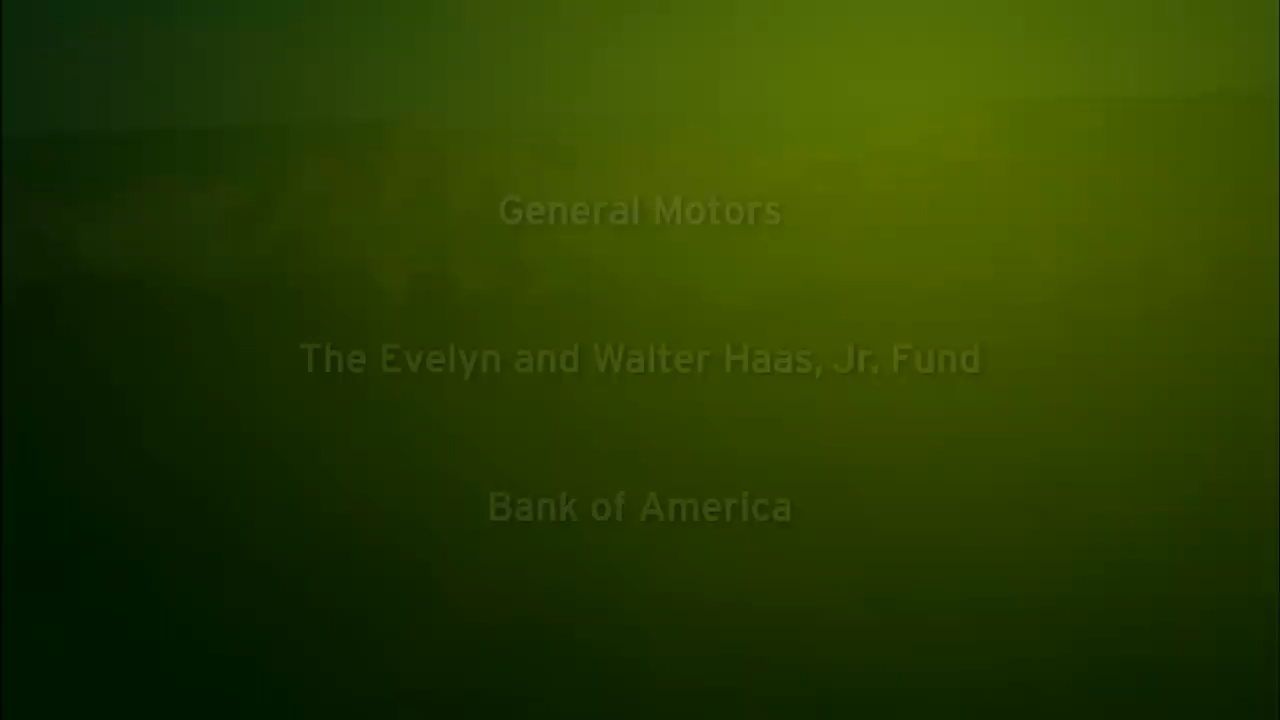 General Motors
The Evelyn and Walter Haas, Jr. Fund
Bank of America